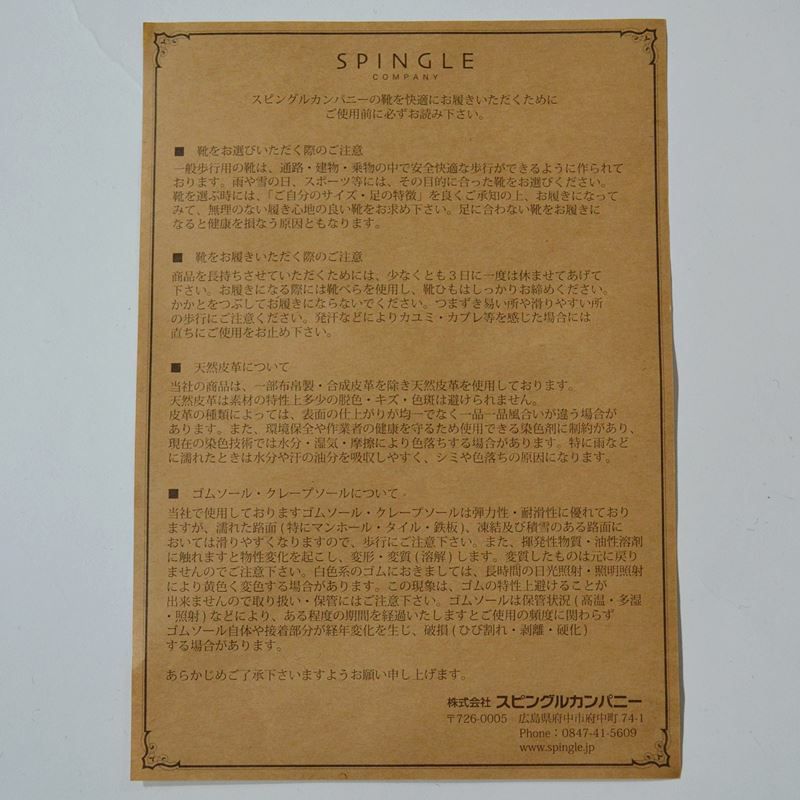 SPINGLE
COMPANY
スピングルカンパニーの靴を快適にお履きいただくために
ご使用前に必ずお読み下さい。
■ 靴をお選びいただく際のご注意
一般歩行用の靴は、通路・建物・乗物の中で安全快適な歩行ができるように作られて
おります。雨や雪の日、スポーツ等には、その目的に合った靴をお選びください。
靴を選ぶ時には、「ご自分のサイズ・足の特徴」を良くご承知の上、お履きになって
みて、無理のない履き心地の良い靴をお求め下さい。足に合わない靴をお履きに
なると健康を損なう原因ともなります。
■ 靴をお履きいただく際のご注意
商品を長持ちさせていただくためには、少なくとも3日に一度は休ませてあげて
下さい。お履きになる際には靴べらを使用し、靴ひもはしっかりお締めください。
かかとをつぶしてお履きにならないでください。つまずき易い所や滑りやすい所
の歩行にご注意ください。発汗などによりカユミ・カブレ等を感じた場合には
直ちにご使用をお止め下さい。
■ 天然皮革について
当社の商品は、一部布帛製・合成皮革を除き天然皮革を使用しております。
天然皮革は素材の特性上多少の脱色・キズ・色斑は避けられません。
皮革の種類によっては、表面の仕上がりが均一でなく一品一品風合いが違う場合が
あります。また、環境保全や作業者の健康を守るため使用できる染色剤に制約があり、
現在の染色技術では水分・湿気・摩擦により色落ちする場合があります。特に雨など
に濡れたときは水分や汗の油分を吸収しやすく、シミや色落ちの原因になります。
■ ゴムソール・クレープソールについて
当社で使用しておりますゴムソール・クレープソールは弾力性・耐滑性に優れており
ますが、濡れた路面(特にマンホール・タイル・鉄板)、凍結及び積雪のある路面に
おいては滑りやすくなりますので、歩行にご注意下さい。また、揮発性物質・油性溶剤
に触れますと物性変化を起こし、変形・変質(溶解)します。変質したものは元に戻り
ませんのでご注意下さい。白色系のゴムにおきましては、長時間の日光照射・照明照射
により黄色く変色する場合があります。この現象は、ゴムの特性上避けることが
出来ませんので取り扱い・保管にはご注意下さい。ゴムソールは保管状況(高温・多湿
・照射)などにより、ある程度の期間を経過いたしますとご使用の頻度に関わらず
ゴムソール自体や接着部分が経年変化を生じ、破損(ひび割れ・剥離・硬化)
する場合があります。
あらかじめご了承下さいますようお願い申し上げます。
株式会社 スピングルカンパニー
〒726-0005 広島県府中市府中町74-1
Phone：0847-41-5609
www.spingle.jp